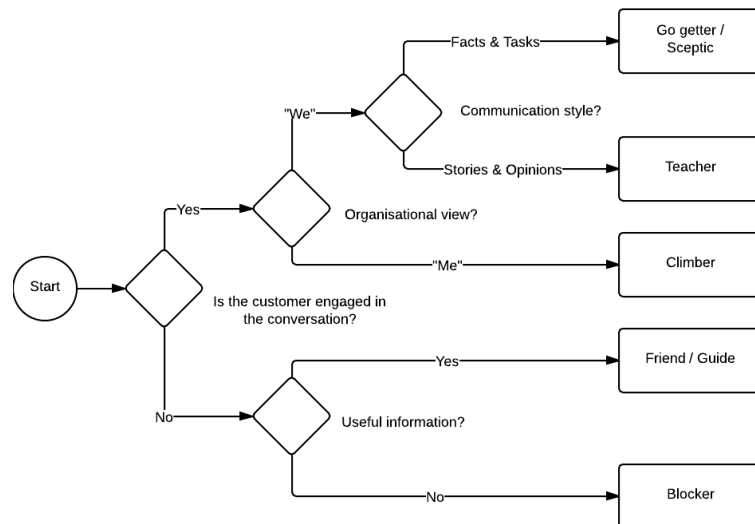 Facts & Tasks
Go getter /
Sceptic
"We"
Communication style?
Stories & Opinions
Teacher
Yes
Organisational view?
"Me"
Climber
Start
Is the customer engaged in
the conversation?
Yes
Friend / Guide
No
Useful information?
No
Blocker